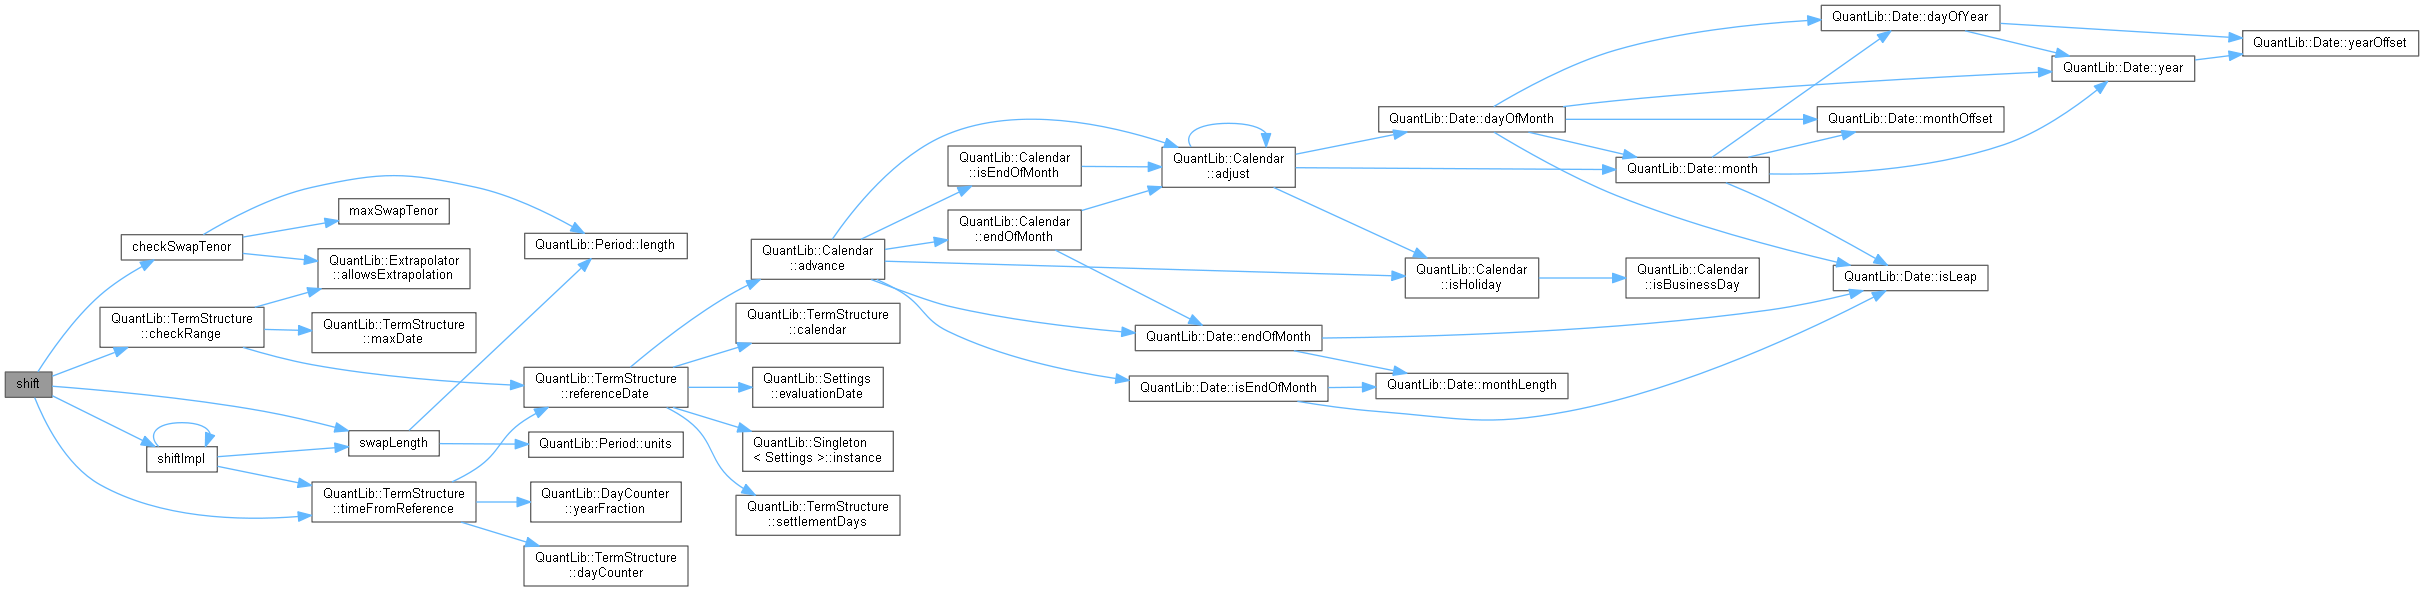 shift
checkSwapTenor
QuantLib::TermStructure
::checkRange
shiftImpl
maxSwapTenor
QuantLib::Extrapolator
::allowsExtrapolation
QuantLib::TermStructure
::maxDate
swapLength
QuantLib::TermStructure
::timeFromReference
QuantLib::Period::length
QuantLib::TermStructure
::referenceDate
QuantLib::Period::units
QuantLib::DayCounter
::yearFraction
QuantLib::TermStructure
::dayCounter
QuantLib::Calendar
::advance
QuantLib::TermStructure
::calendar
QuantLib::Settings
::evaluationDate
QuantLib::Singleton
< Settings >::instance
QuantLib::TermStructure
::settlementDays
QuantLib::Calendar
::isEndOfMonth
QuantLib::Calendar
::endOfMonth
QuantLib::Calendar
::adjust
QuantLib::Date::endOfMonth
QuantLib::Date::isEndOfMonth
QuantLib::Date::dayOfMonth
QuantLib::Calendar
::isHoliday
QuantLib::Date::monthLength
QuantLib::Date::month
QuantLib::Calendar
::isBusinessDay
QuantLib::Date::dayOfYear
QuantLib::Date::monthOffset
QuantLib::Date::isLeap
QuantLib::Date::year
QuantLib::Date::yearOffset